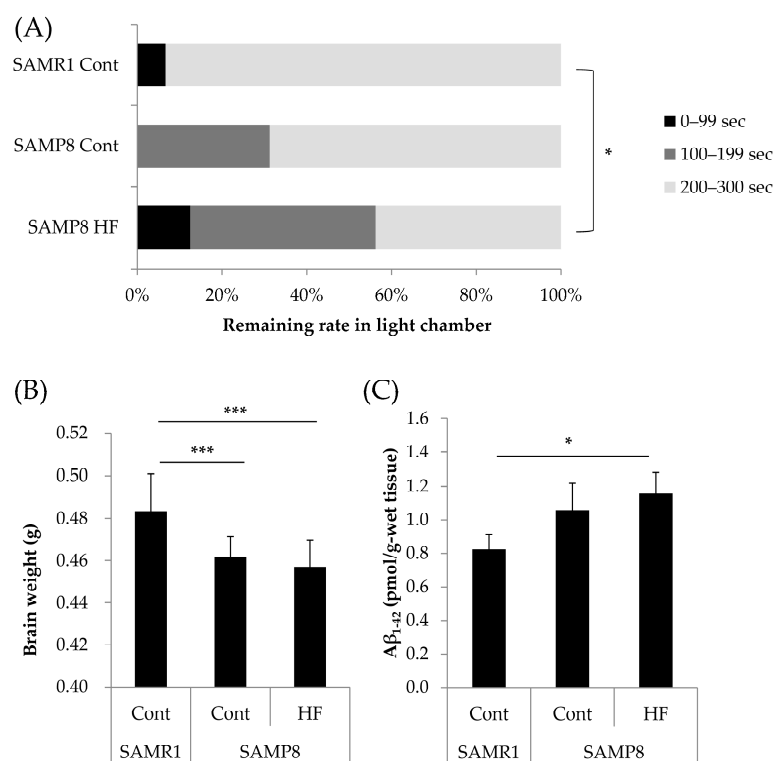 (A)
SAMR1 Cont
SAMP8 Cont
SAMP8 HF
0% 20% 40% 60% 80% 100%
Remaining rate in light chamber
*
0–99 sec
100–199 sec
200–300 sec
(B)
***
***
0.52
0.50
0.48
0.46
0.44
0.42
0.40
Brain weight (g)
Cont Cont HF
SAMR1 SAMP8
(C)
*
1.6
1.4
1.2
1.0
0.8
0.6
0.4
0.2
0.0
Aβ1-42 (pmol/g-wet tissue)
Cont Cont HF
SAMR1 SAMP8